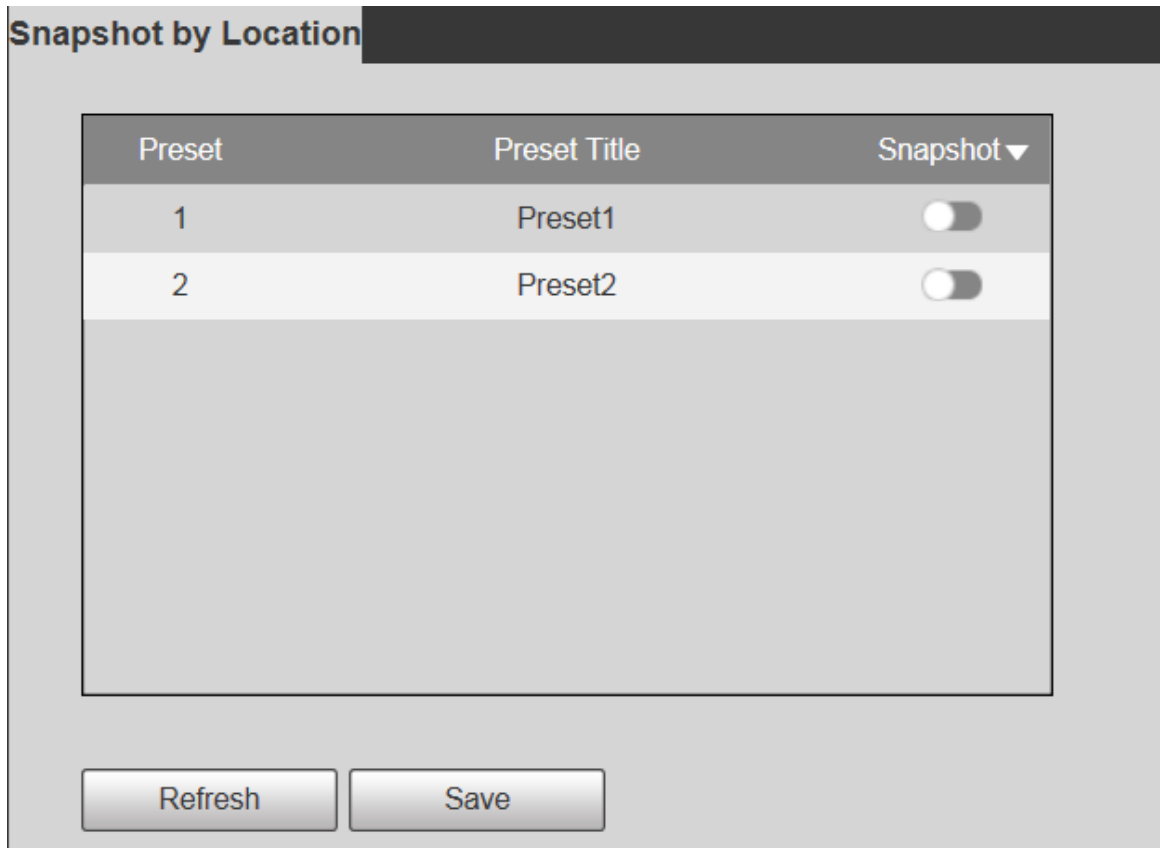 Snapshot by Location
Preset Preset Title Snapshot
1 Preset1
2 Preset2
Refresh Save